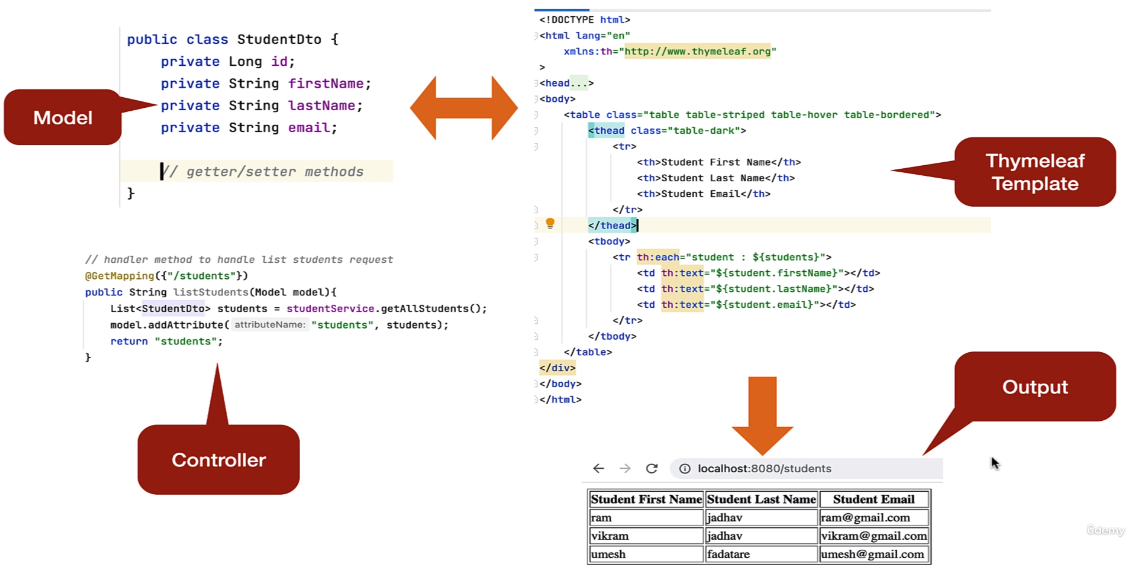 public class StudentDto {
private Long id;
private String firstName;
private String lastName;
private String email;
// getter/setter methods
}
Model
// handler method to handle list students request
@GetMapping({"/students"})
public String listStudents(Model model){
List<StudentDto> students = studentService.getAllStudents();
model.addAttribute( attributeName: "students", students);
return "students";
}
Controller
<!DOCTYPE html>
<html lang="en"
xmlns:th="http://www.thymeleaf.org"
>
<head...>
<body>
<table class="table table-striped table-hover table-bordered">
<thead class="table-dark">
<tr>
<th>Student First Name</th>
<th>Student Last Name</th>
<th>Student Email</th>
</tr>
</thead>
<tbody>
<tr th:each="student : ${students}">
<td th:text="${student.firstName}"></td>
<td th:text="${student.lastName}"></td>
<td th:text="${student.email}"></td>
</tr>
</tbody>
</table>
</div>
</body>
</html>
Thymeleaf
Template
Output
localhost:8080/students
Student First Name Student Last Name Student Email
ram jadhav ram@gmail.com
vikram jadhav vikram@gmail.com
umesh fadatare umesh@gmail.com
ûdemy